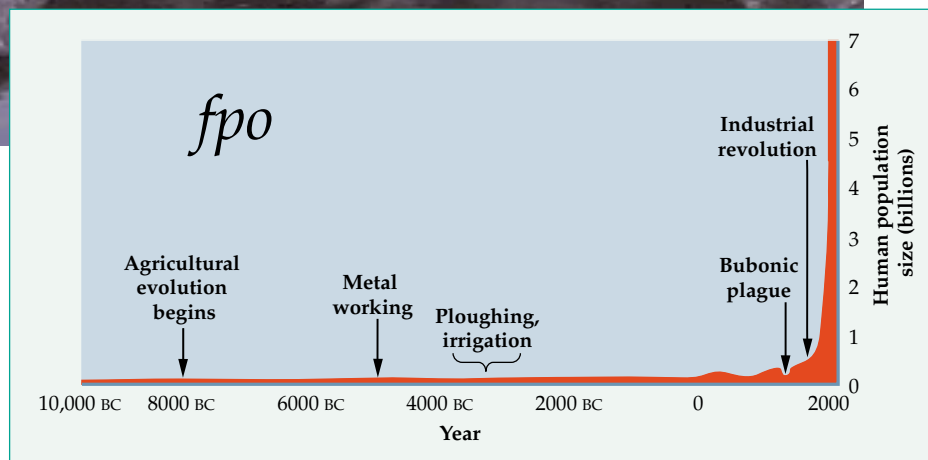 fpo
7
6
5
4
3
2
1
0
Human population
size (billions)
Industrial
revolution
Bubonic
plague
Agricultural
evolution
begins
Metal
working
Ploughing,
irrigation
10,000 BC 8000 BC 6000 BC 4000 BC 2000 BC 0 2000
Year